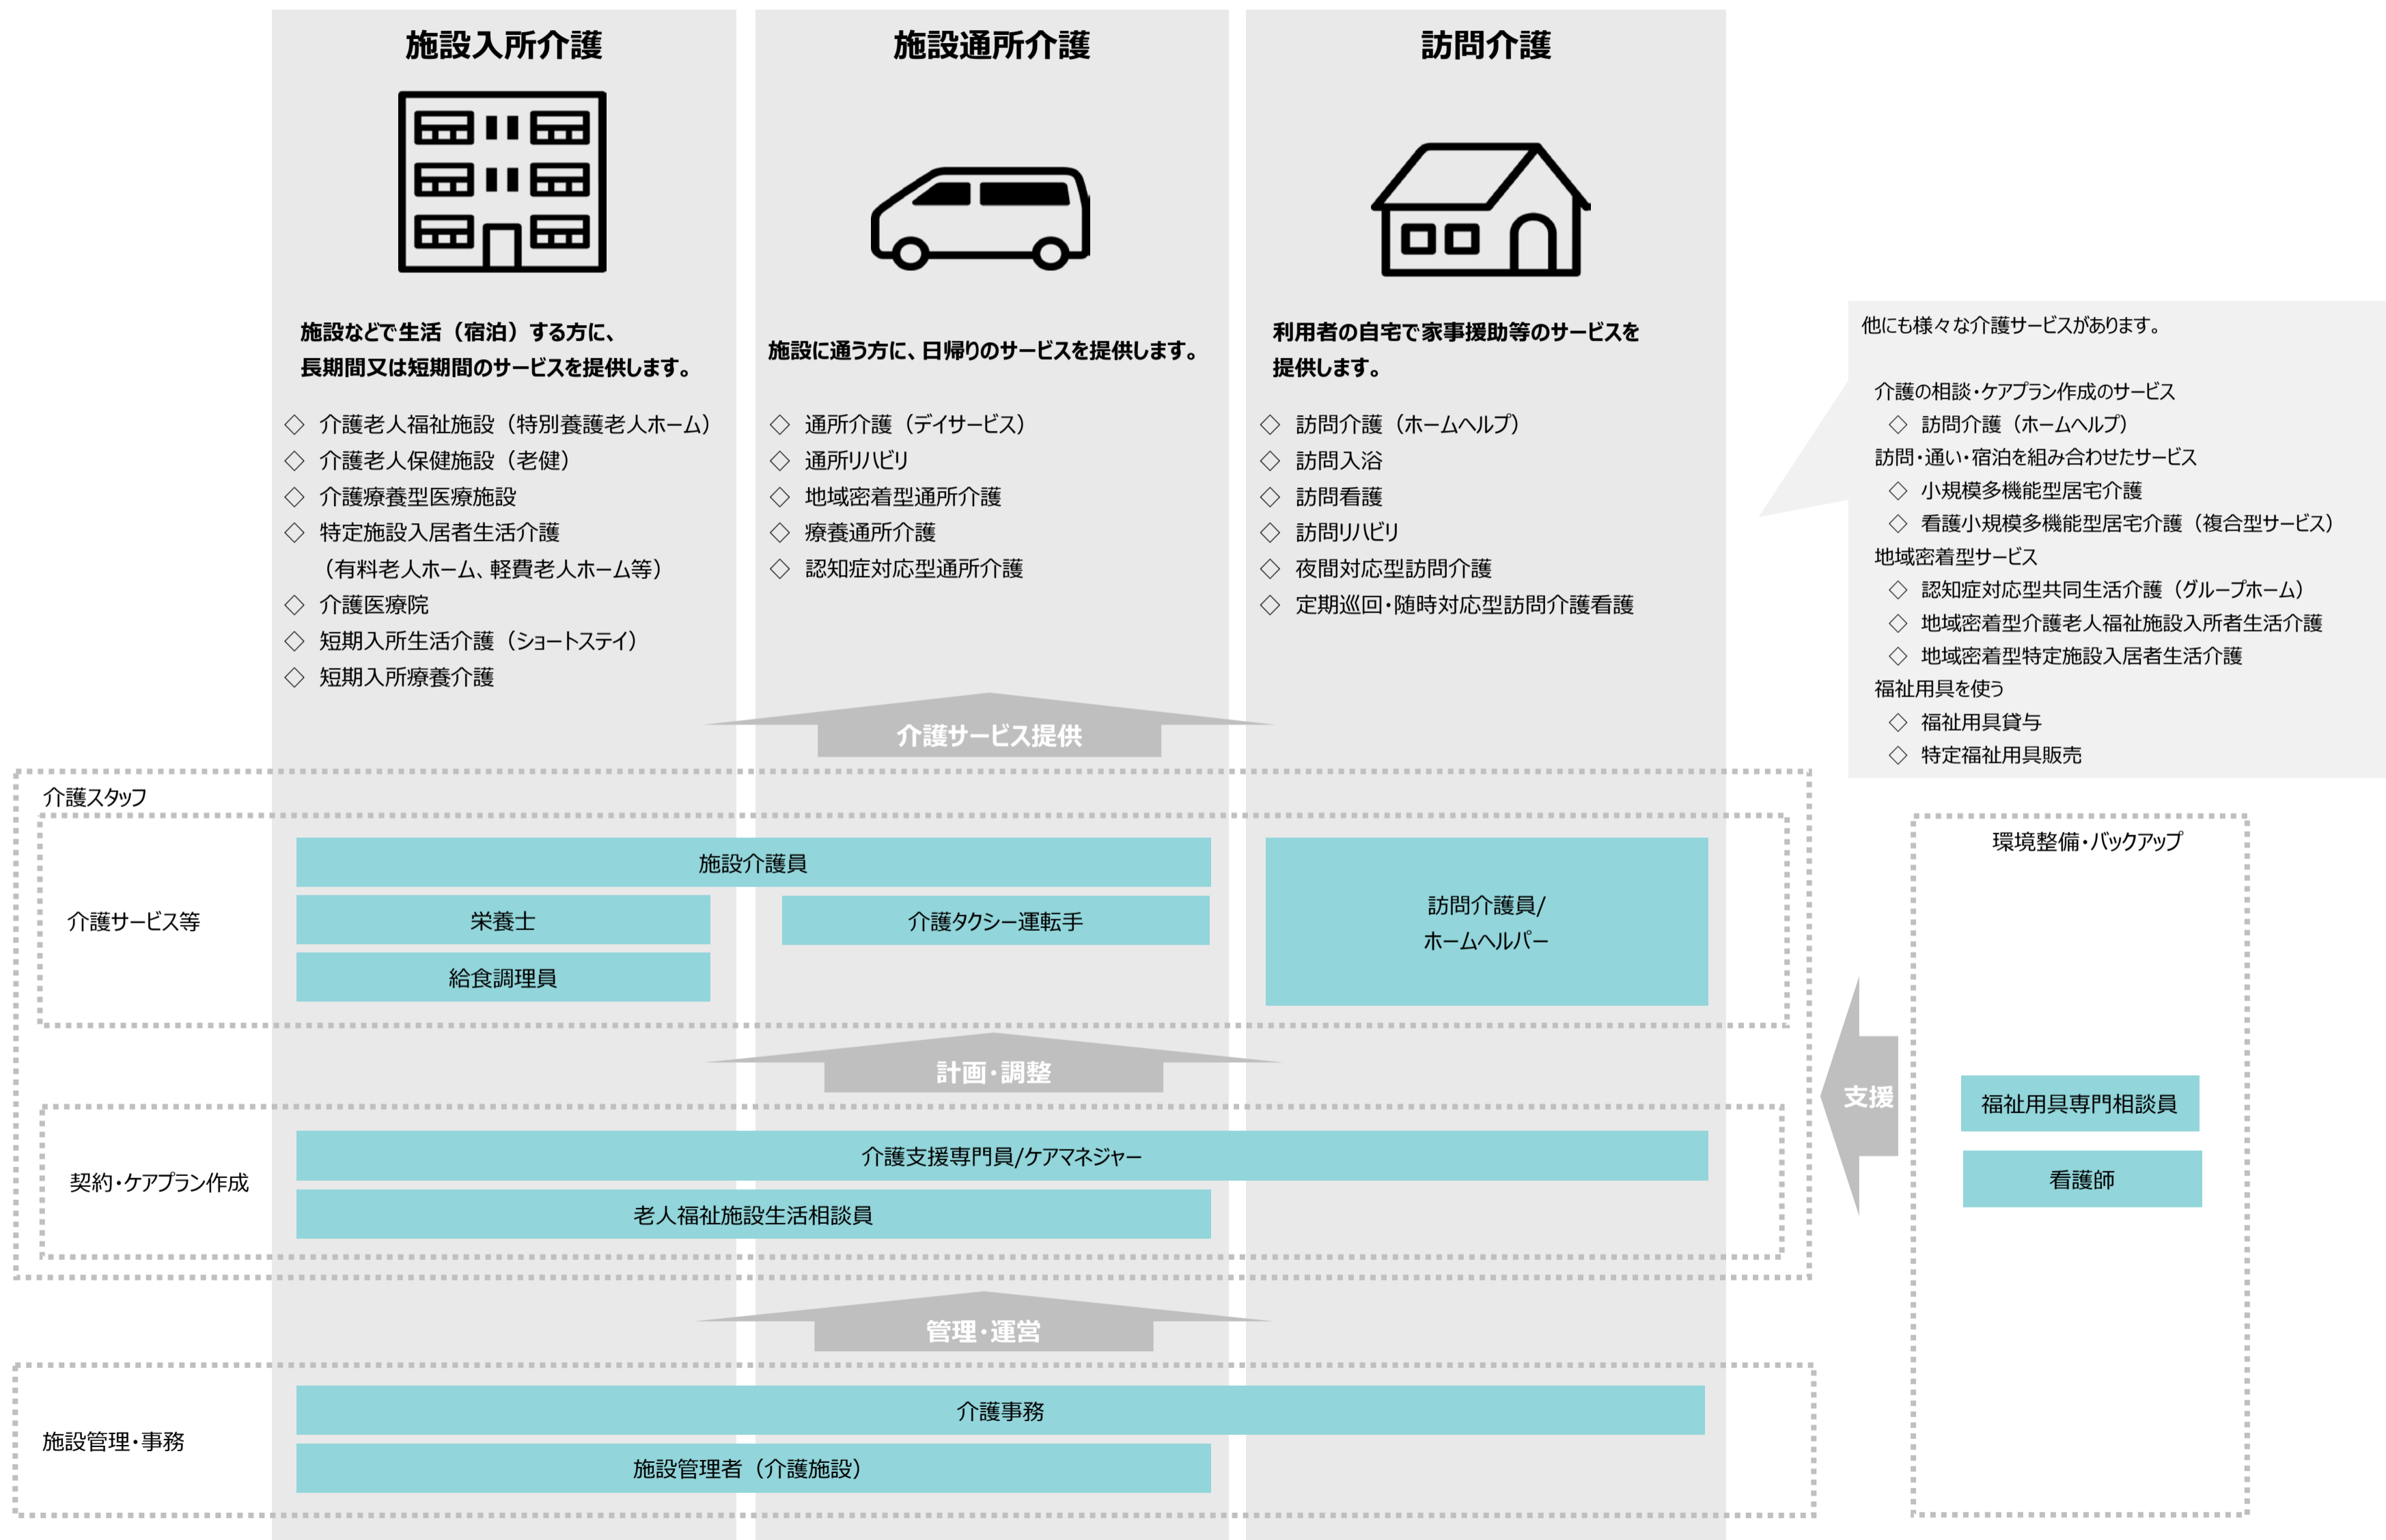 施設入所介護
施設などで生活（宿泊）する方に、
長期間又は短期間のサービスを提供します。
◇ 介護老人福祉施設（特別養護老人ホーム）
◇ 介護老人保健施設（老健）
◇ 介護療養型医療施設
◇ 特定施設入居者生活介護
（有料老人ホーム、軽費老人ホーム等）
◇ 介護医療院
◇ 短期入所生活介護（ショートステイ）
◇ 短期入所療養介護
施設通所介護
施設に通う方に、日帰りのサービスを提供します。
◇ 通所介護（デイサービス）
◇ 通所リハビリ
◇ 地域密着型通所介護
◇ 療養通所介護
◇ 認知症対応型通所介護
訪問介護
利用者の自宅で家事援助等のサービスを
提供します。
◇ 訪問介護（ホームヘルプ）
◇ 訪問入浴
◇ 訪問看護
◇ 訪問リハビリ
◇ 夜間対応型訪問介護
◇ 定期巡回・随時対応型訪問介護看護
他にも様々な介護サービスがあります。
介護の相談・ケアプラン作成のサービス
◇ 訪問介護（ホームヘルプ）
訪問・通い・宿泊を組み合わせたサービス
◇ 小規模多機能型居宅介護
◇ 看護小規模多機能型居宅介護（複合型サービス）
地域密着型サービス
◇ 認知症対応型共同生活介護（グループホーム）
◇ 地域密着型介護老人福祉施設入所者生活介護
◇ 地域密着型特定施設入居者生活介護
福祉用具を使う
◇ 福祉用具貸与
◇ 特定福祉用具販売
介護サービス提供
介護スタッフ
介護サービス等
施設介護員
栄養士
介護タクシー運転手
給食調理員
訪問介護員/
ホームヘルパー
計画・調整
契約・ケアプラン作成
介護支援専門員/ケアマネジャー
老人福祉施設生活相談員
管理・運営
施設管理・事務
介護事務
施設管理者（介護施設）
支援
環境整備・バックアップ
福祉用具専門相談員
看護師